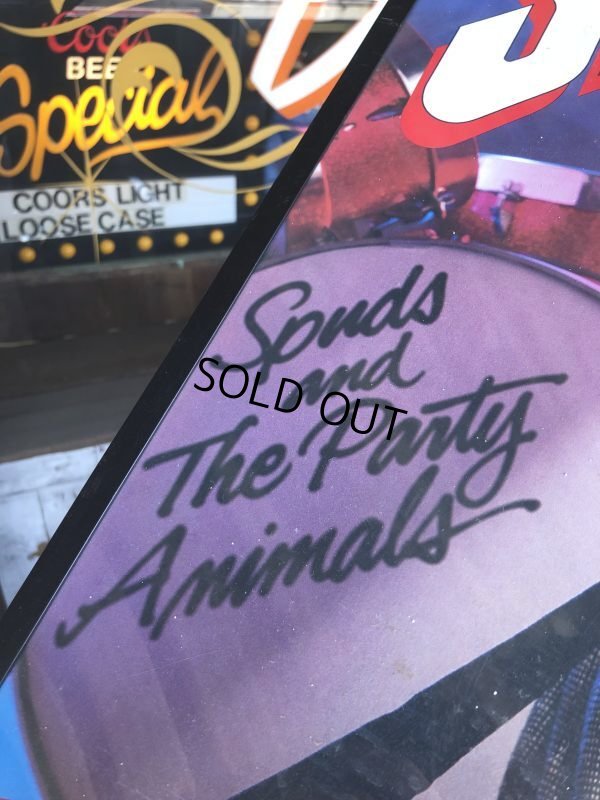 Coors
BEER
Special
COORS LIGHT
LOOSE CASE
Spuds
and
The Party
Animals
SOLD OUT